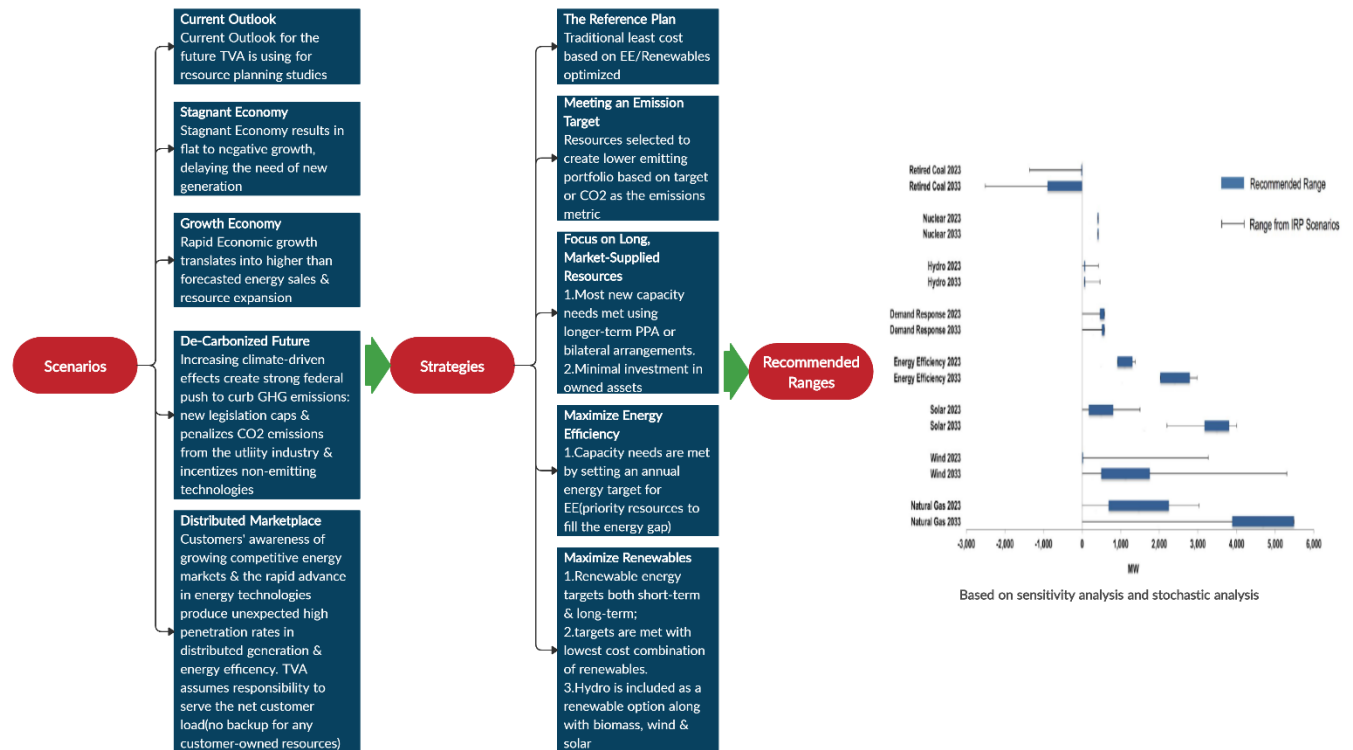 Scenarios
Current Outlook
Current Outlook for the
future TVA is using for
resource planning studies
Stagnant Economy
Stagnant Economy results in
flat to negative growth,
delaying the need of new
generation
Growth Economy
Rapid Economic growth
translates into higher than
forecasted energy sales &
resource expansion
De-Carbonized Future
Increasing climate-driven
effects create strong federal
push to curb GHG emissions:
new legislation caps &
penalizes CO2 emissions
from the utliity industry &
incentizes non-emitting
technologies
Distributed Marketplace
Customers' awareness of
growing competitive energy
markets & the rapid advance
in energy technologies
produce unexpected high
penetration rates in
distributed generation &
energy efficency. TVA
assumes responsibility to
serve the net customer
load(no backup for any
customer-owned resources)
Strategies
The Reference Plan
Traditional least cost
based on EE/Renewables
optimized
Meeting an Emission
Target
Resources selected to
create lower emitting
portfolio based on target
or CO2 as the emissions
metric
Focus on Long,
Market-Supplied
Resources
1.Most new capacity
needs met using
longer-term PPA or
bilateral arrangements.
2.Minimal investment in
owned assets
Maximize Energy
Efficiency
1.Capacity needs are met
by setting an annual
energy target for
EE(priority resources to
fill the energy gap)
Maximize Renewables
1.Renewable energy
targets both short-term
& long-term;
2.targets are met with
lowest cost combination
of renewables.
3.Hydro is included as a
renewable option along
with biomass, wind &
solar
Recommended
Ranges
Retired Coal 2023
Retired Coal 2033
Nuclear 2023
Nuclear 2033
Hydro 2023
Hydro 2033
Demand Response 2023
Demand Response 2033
Energy Efficiency 2023
Energy Efficiency 2033
Solar 2023
Solar 2033
Wind 2023
Wind 2033
Natural Gas 2023
Natural Gas 2033
Recommended Range
Range from IRP Scenarios
-3,000 -2,000 -1,000 0 1,000 2,000 3,000 4,000 5,000 6,000
MW
Based on sensitivity analysis and stochastic analysis